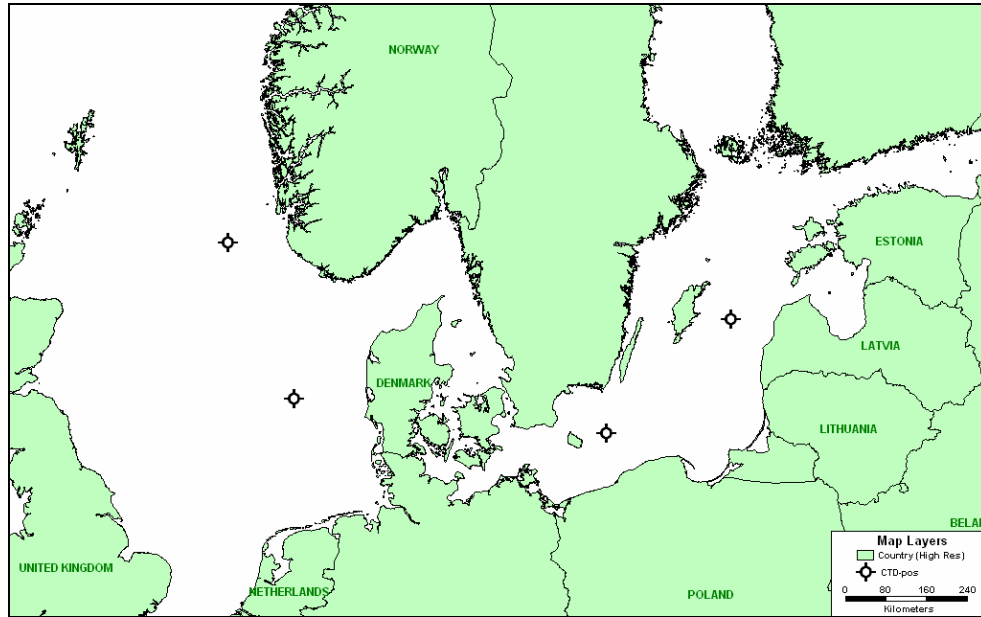 NORWAY
ESTONIA
LATVIA
DENMARK
LITHUANIA
BELA
UNITED KINGDOM
NETHERLANDS
POLAND
Map Layers
Country (High Res)
CTD-pos
0 80 160 240
Kilometers